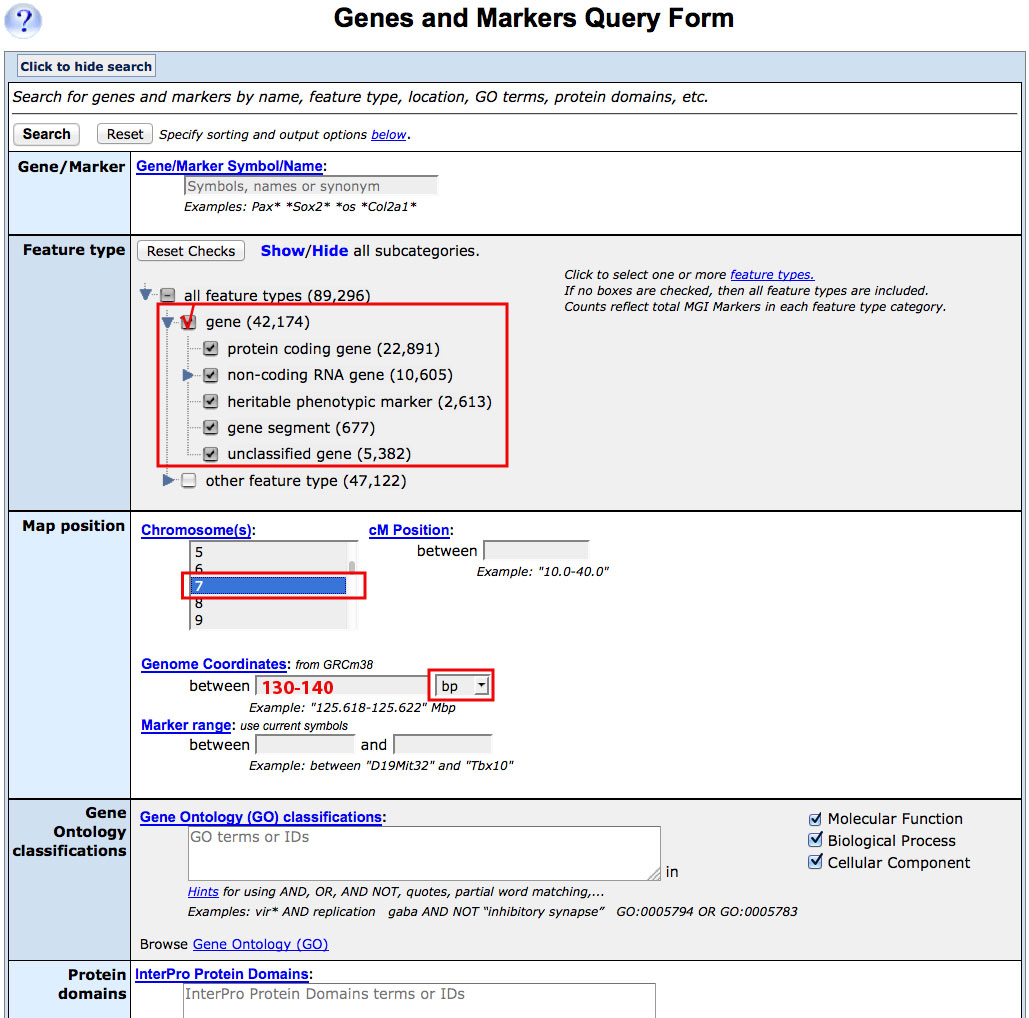 ?
Genes and Markers Query Form
Click to hide search
Search for genes and markers by name, feature type, location, GO terms, protein domains, etc.
Search Reset Specify sorting and output options below.
Gene/Marker Gene/Marker Symbol/Name:
Symbols, names or synonym
Examples: Pax* *Sox2* *os *Col2a1*
Feature type Reset Checks Show/Hide all subcategories.
Click to select one or more feature types.
If no boxes are checked, then all feature types are included.
Counts reflect total MGI Markers in each feature type category.
all feature types (89,296)
gene (42,174)
protein coding gene (22,891)
non-coding RNA gene (10,605)
heritable phenotypic marker (2,613)
gene segment (677)
unclassified gene (5,382)
other feature type (47,122)
Map position Chromosome(s): cM Position:
5
6
7
8
9
between
Example: "10.0-40.0"
Genome Coordinates: from GRCm38
between 130-140 bp
Example: "125.618-125.622" Mbp
Marker range: use current symbols
between and
Example: between "D19Mit32" and "Tbx10"
Gene
Ontology
classifications
Gene Ontology (GO) classifications:
GO terms or IDs
in
Molecular Function
Biological Process
Cellular Component
Hints for using AND, OR, AND NOT, quotes, partial word matching,...
Examples: vir* AND replication gaba AND NOT “inhibitory synapse” GO:0005794 OR GO:0005783
Browse Gene Ontology (GO)
Protein
domains
InterPro Protein Domains:
InterPro Protein Domains terms or IDs